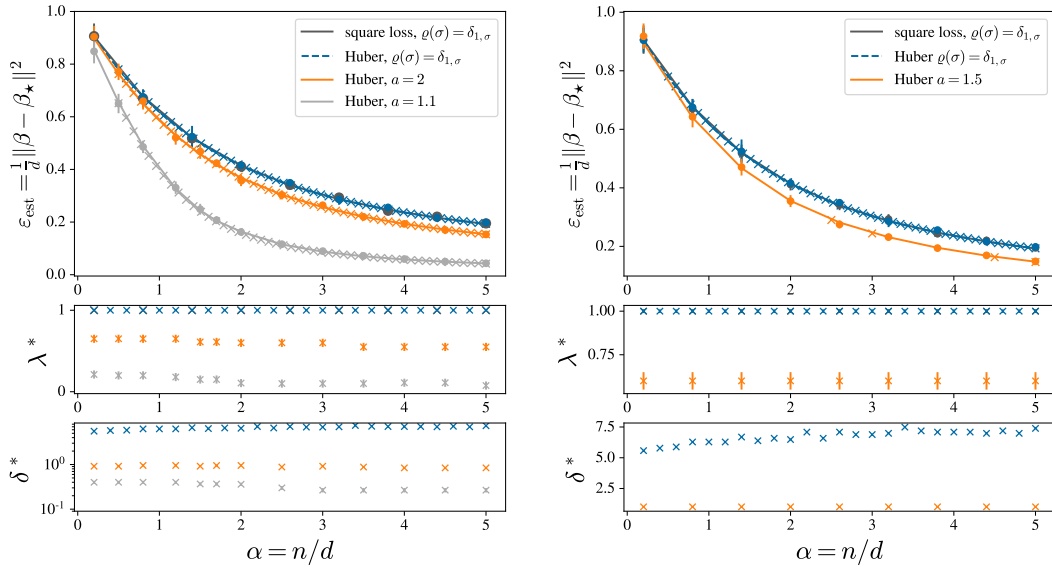 ε_est = 1/d ||β − β⋆||²
1.0
0.8
0.6
0.4
0.2
0.0
square loss, ϱ(σ) = δ_{1,σ}
Huber, ϱ(σ) = δ_{1,σ}
Huber, a = 2
Huber, a = 1.1
0 1 2 3 4 5
λ*
1
0
0 1 2 3 4 5
δ*
10⁰
10⁻¹
0 1 2 3 4 5
α = n/d
ε_est = 1/d ||β − β⋆||²
1.0
0.8
0.6
0.4
0.2
square loss, ϱ(σ) = δ_{1,σ}
Huber, ϱ(σ) = δ_{1,σ}
Huber a = 1.5
0 1 2 3 4 5
λ*
1.00
0.75
0 1 2 3 4 5
δ*
7.5
5.0
2.5
0 1 2 3 4 5
α = n/d